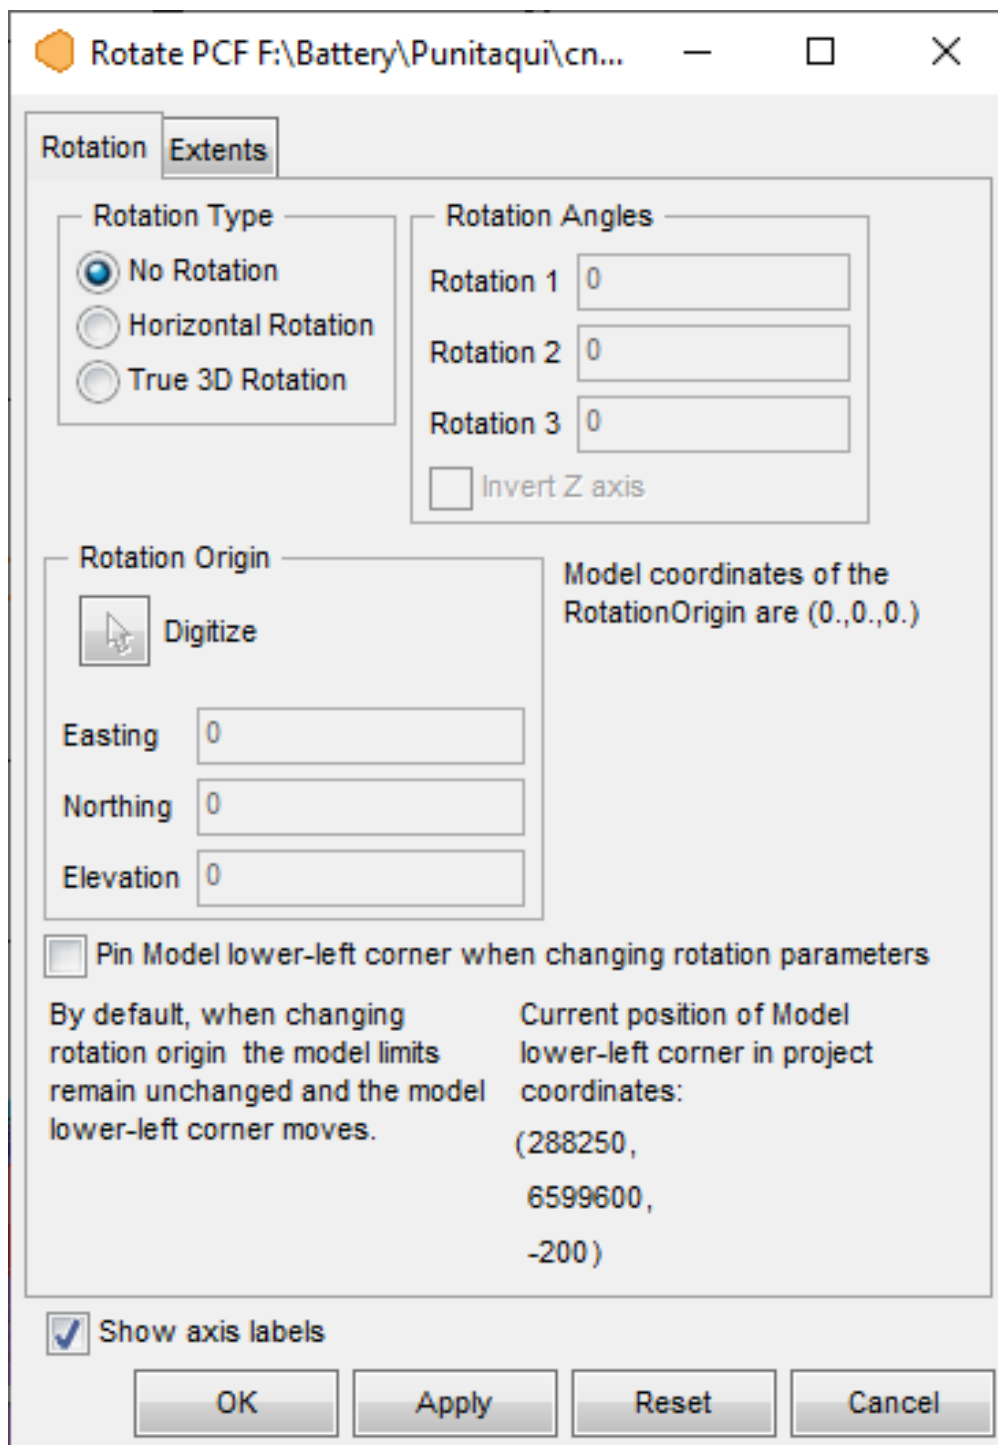 Rotate PCF F:\Battery\Punitaqui\cn...
Rotation
Extents
Rotation Type
No Rotation
Horizontal Rotation
True 3D Rotation
Rotation Angles
Rotation 1
0
Rotation 2
0
Rotation 3
0
Invert Z axis
Rotation Origin
Digitize
Easting
0
Northing
0
Elevation
0
Model coordinates of the
RotationOrigin are (0.,0.,0.)
Pin Model lower-left corner when changing rotation parameters
By default, when changing
rotation origin  the model limits
remain unchanged and the model
lower-left corner moves.
Current position of Model
lower-left corner in project
coordinates:
(288250,
6599600,
-200)
Show axis labels
OK
Apply
Reset
Cancel